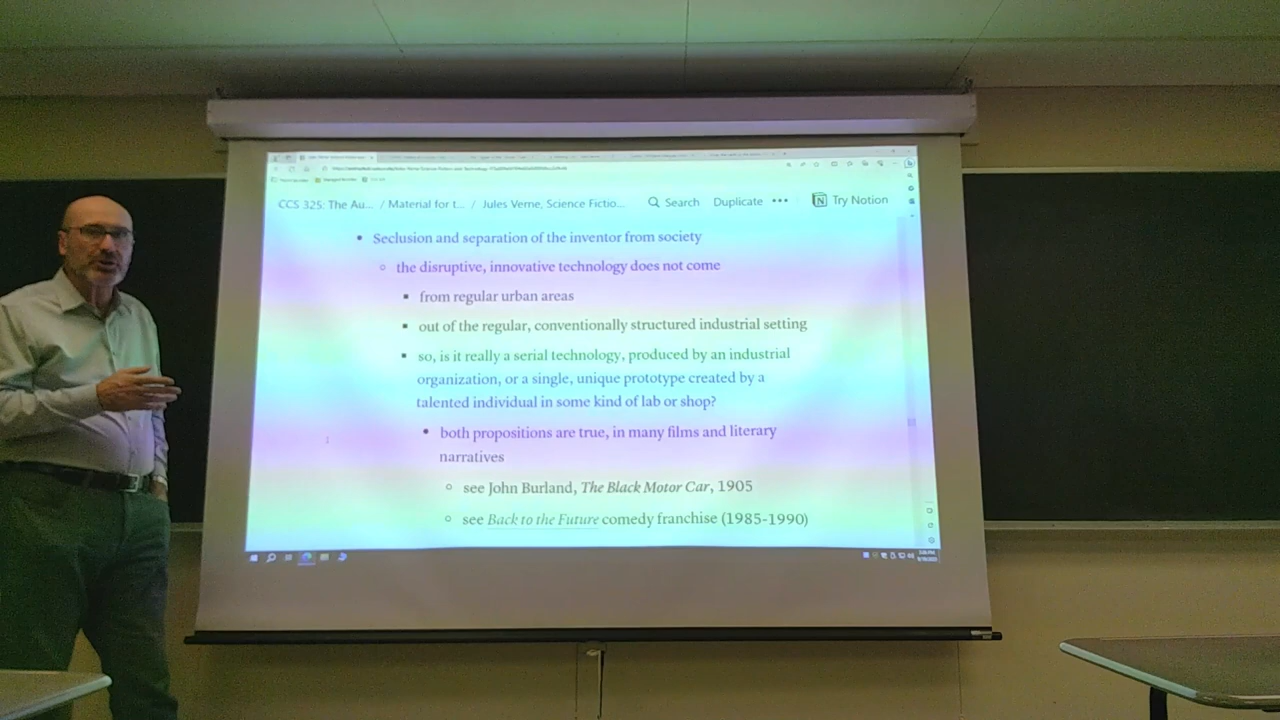 CCS 325: The Au... / Material for t... / Jules Verne, Science Fictio... Search Duplicate ••• Try Notion
• Seclusion and separation of the inventor from society
◦ the disruptive, innovative technology does not come
▪ from regular urban areas
▪ out of the regular, conventionally structured industrial setting
▪ so, is it really a serial technology, produced by an industrial
organization, or a single, unique prototype created by a
talented individual in some kind of lab or shop?
• both propositions are true, in many films and literary
narratives
◦ see John Burland, The Black Motor Car, 1905
◦ see Back to the Future comedy franchise (1985-1990)